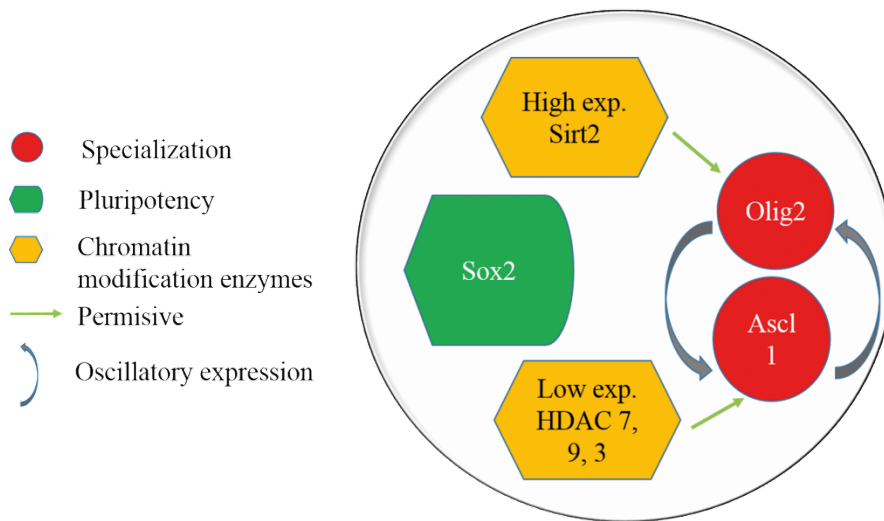 Specialization
Pluripotency
Chromatin
modification enzymes
Permisive
Oscillatory expression
High exp.
Sirt2
Olig2
Sox2
Ascl
1
Low exp.
HDAC 7,
9, 3